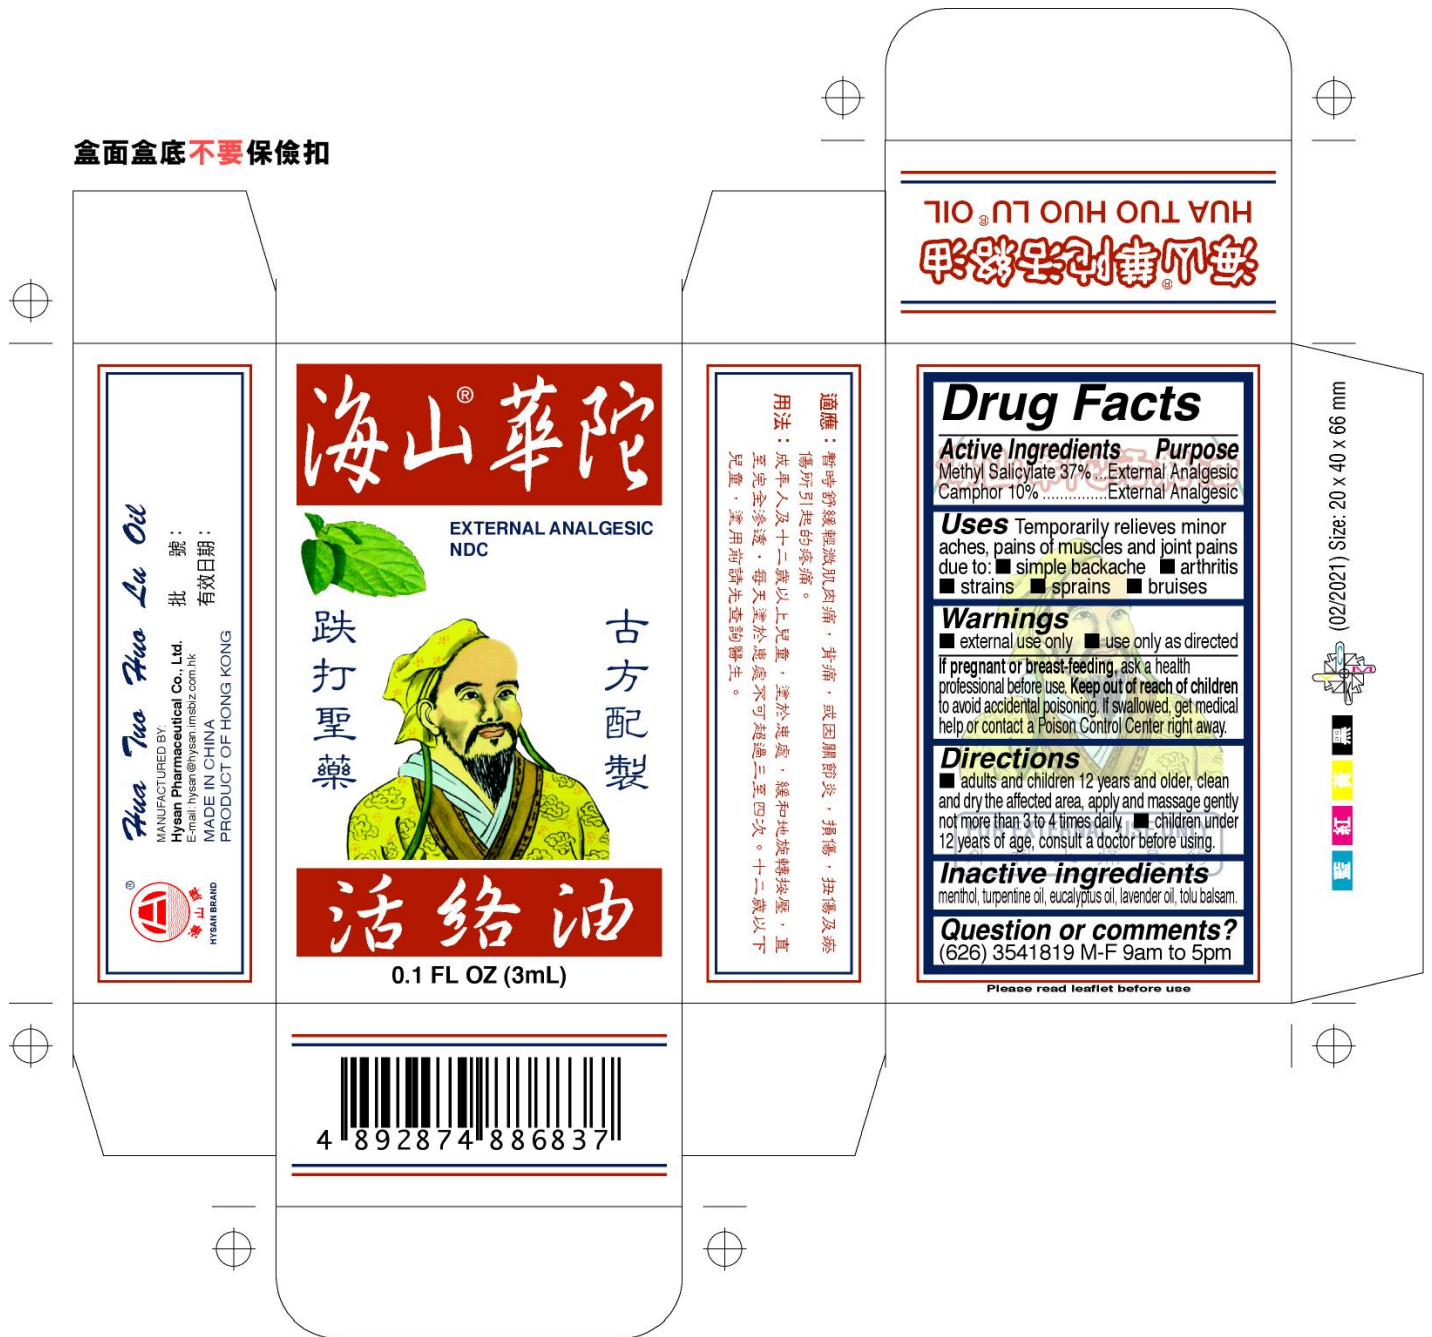 盒面盒底不要保儉扣
HUA TUO HUO LU® OIL
海山®華陀活絡油
Hua Tuo Huo Lu Oil
MANUFACTURED BY:
Hysan Pharmaceutical Co., Ltd.
E-mail: hysan@hysan.imsbiz.com.hk
MADE IN CHINA
PRODUCT OF HONG KONG
批 號：
有效日期：
®
海山牌
HYSAN BRAND
海山®華陀
EXTERNAL ANALGESIC
NDC
古方配製
跌打聖藥
活絡油
0.1 FL OZ (3mL)
適應：暫時舒緩輕微肌肉痛，背痛，或因關節炎，損傷，扭傷及瘀
傷所引起的疼痛。
用法：成年人及十二歲以上兒童，塗於患處，緩和地旋轉按壓，直
至完全滲透，每天塗於患處不可超過三至四次。十二歲以下
兒童，塗用前請先查詢醫生。
Drug Facts
Active Ingredients Purpose
Methyl Salicylate 37% ...External Analgesic
Camphor 10% ................External Analgesic
Uses Temporarily relieves minor
aches, pains of muscles and joint pains
due to: ■ simple backache ■ arthritis
■ strains ■ sprains ■ bruises
Warnings
■ external use only ■ use only as directed
If pregnant or breast-feeding, ask a health
professional before use. Keep out of reach of children
to avoid accidental poisoning. If swallowed, get medical
help or contact a Poison Control Center right away.
Directions
■ adults and children 12 years and older, clean
and dry the affected area, apply and massage gently
not more than 3 to 4 times daily ■ children under
12 years of age, consult a doctor before using.
FOR EXTERNAL USE ONLY
Inactive ingredients
menthol, turpentine oil, eucalyptus oil, lavender oil, tolu balsam.
Question or comments?
(626) 3541819 M-F 9am to 5pm
Please read leaflet before use
(02/2021) Size: 20 x 40 x 66 mm
C
M
Y
黑
黃
紅
藍
4 892874 886837